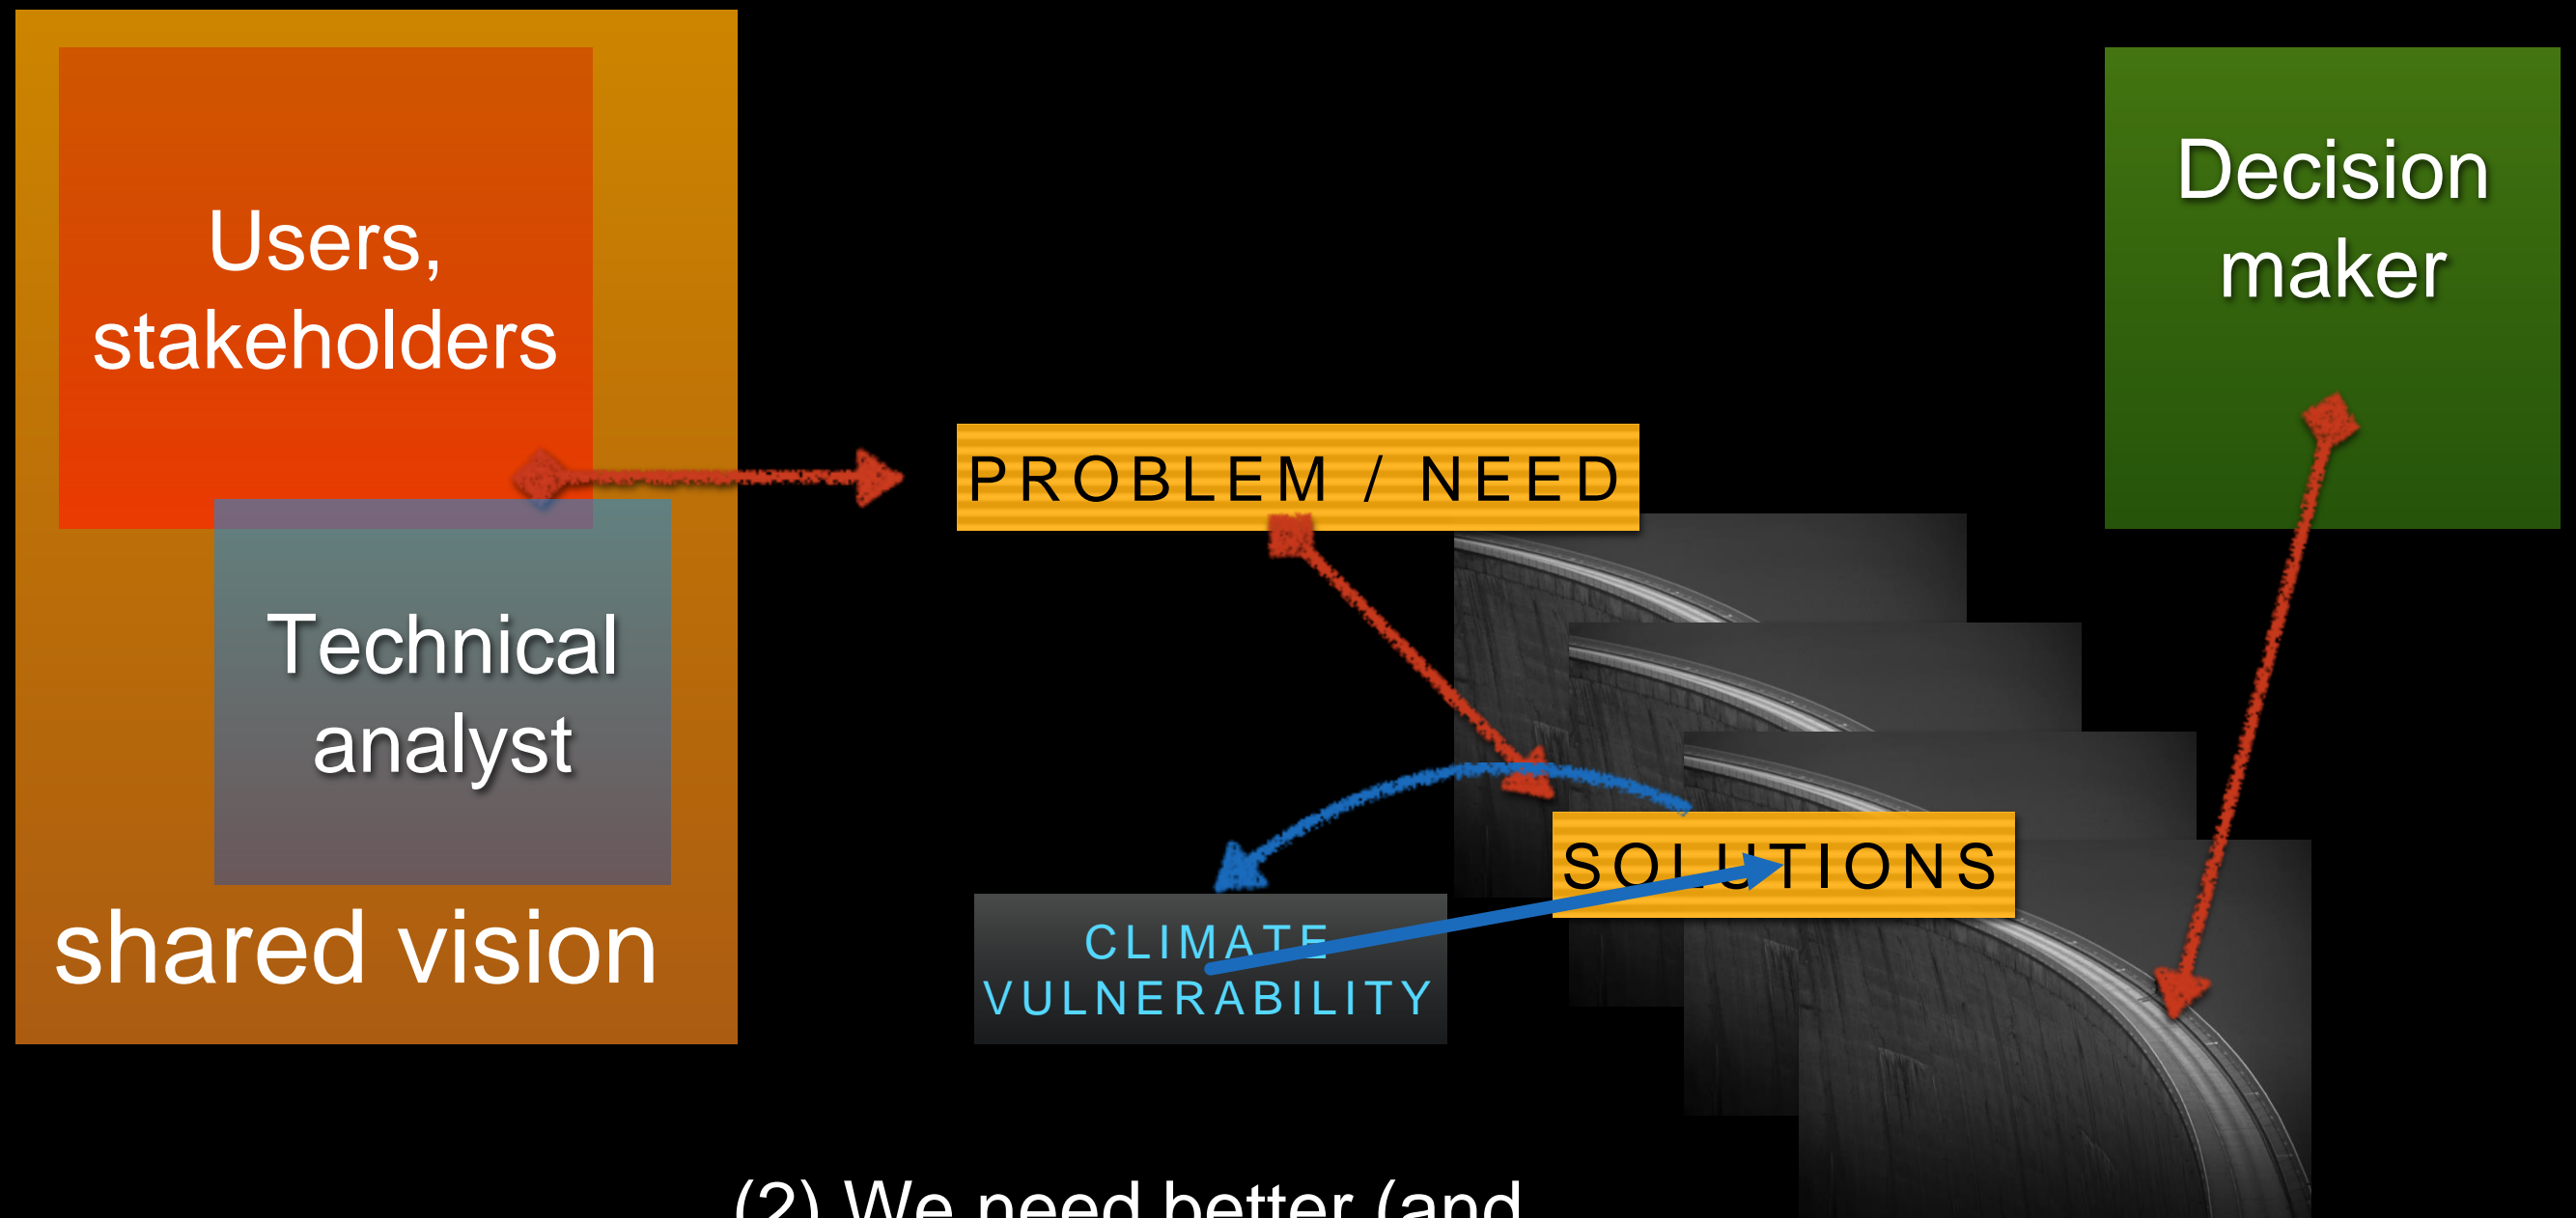 Users,
stakeholders
Technical
analyst
shared vision
PROBLEM / NEED
SOLUTIONS
CLIMATE
VULNERABILITY
Decision
maker
(2) We need better (and